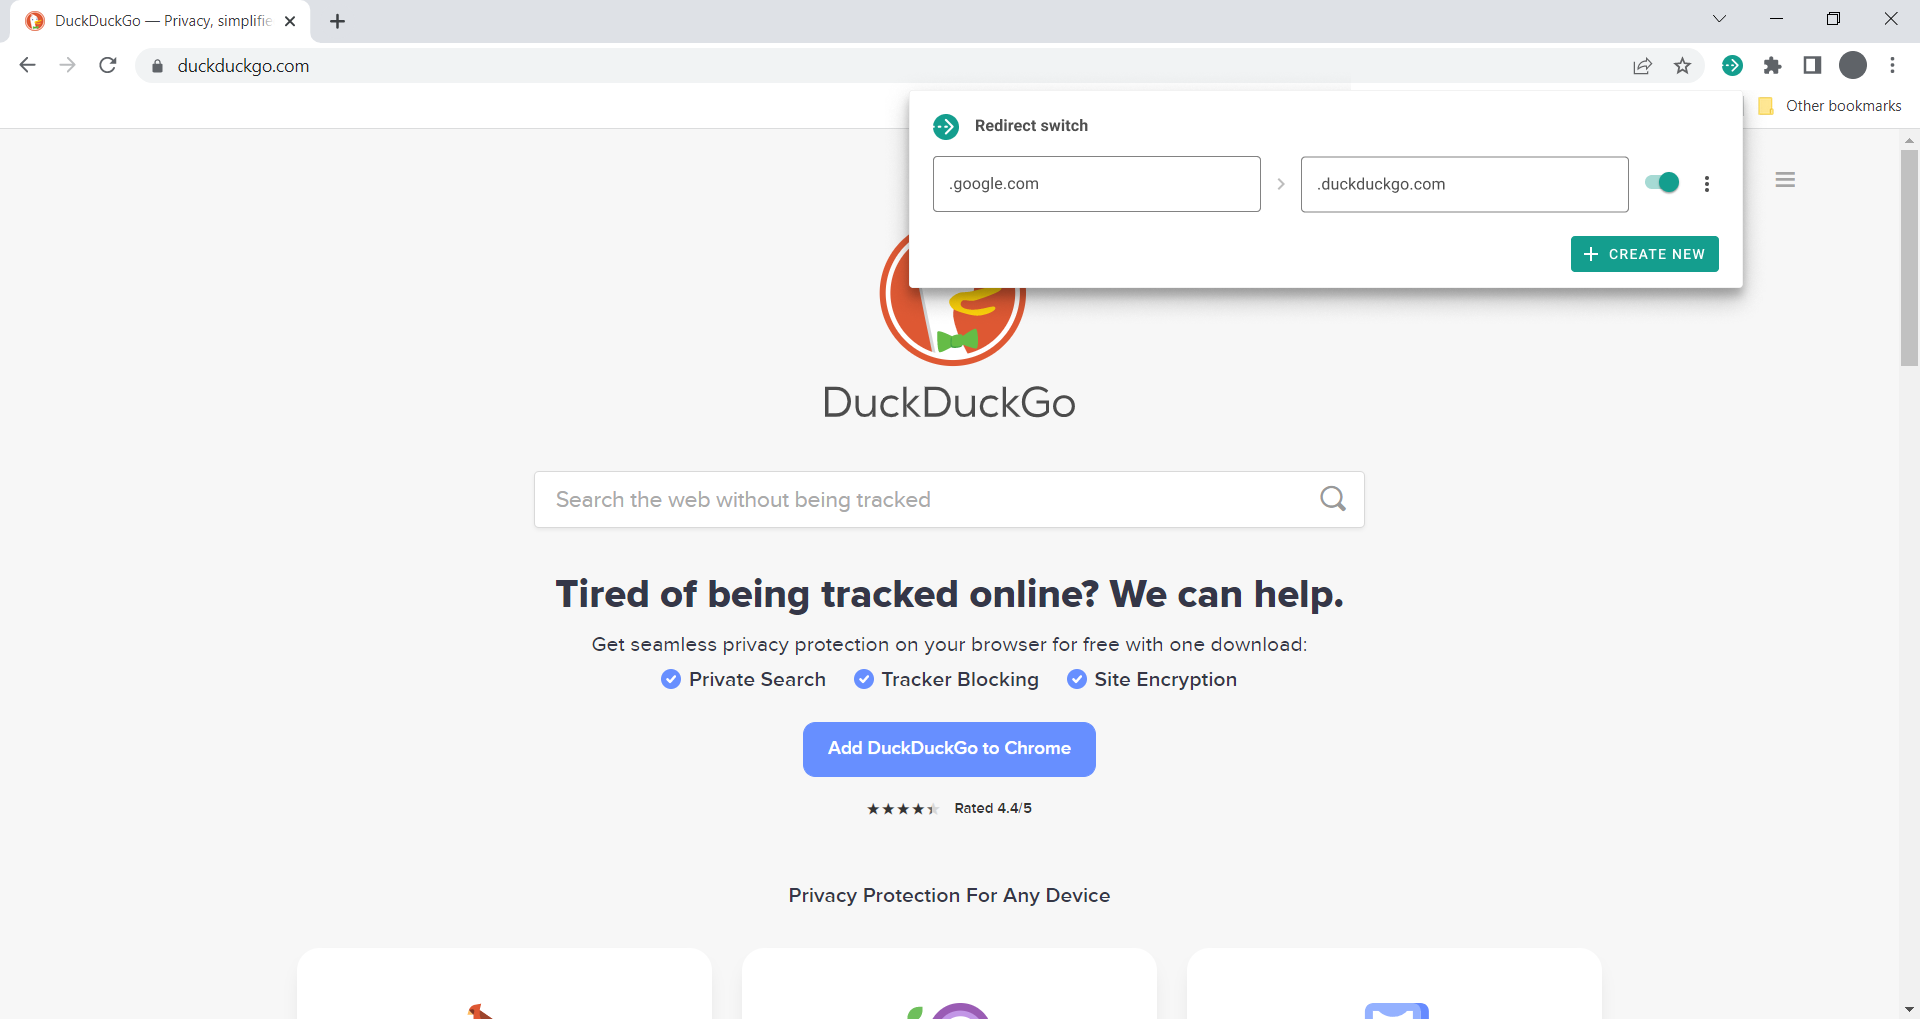 DuckDuckGo — Privacy, simplifie
duckduckgo.com
Other bookmarks
Redirect switch
.google.com
.duckduckgo.com
CREATE NEW
DuckDuckGo
Search the web without being tracked
Tired of being tracked online? We can help.
Get seamless privacy protection on your browser for free with one download:
Private Search Tracker Blocking Site Encryption
Add DuckDuckGo to Chrome
Rated 4.4/5
Privacy Protection For Any Device